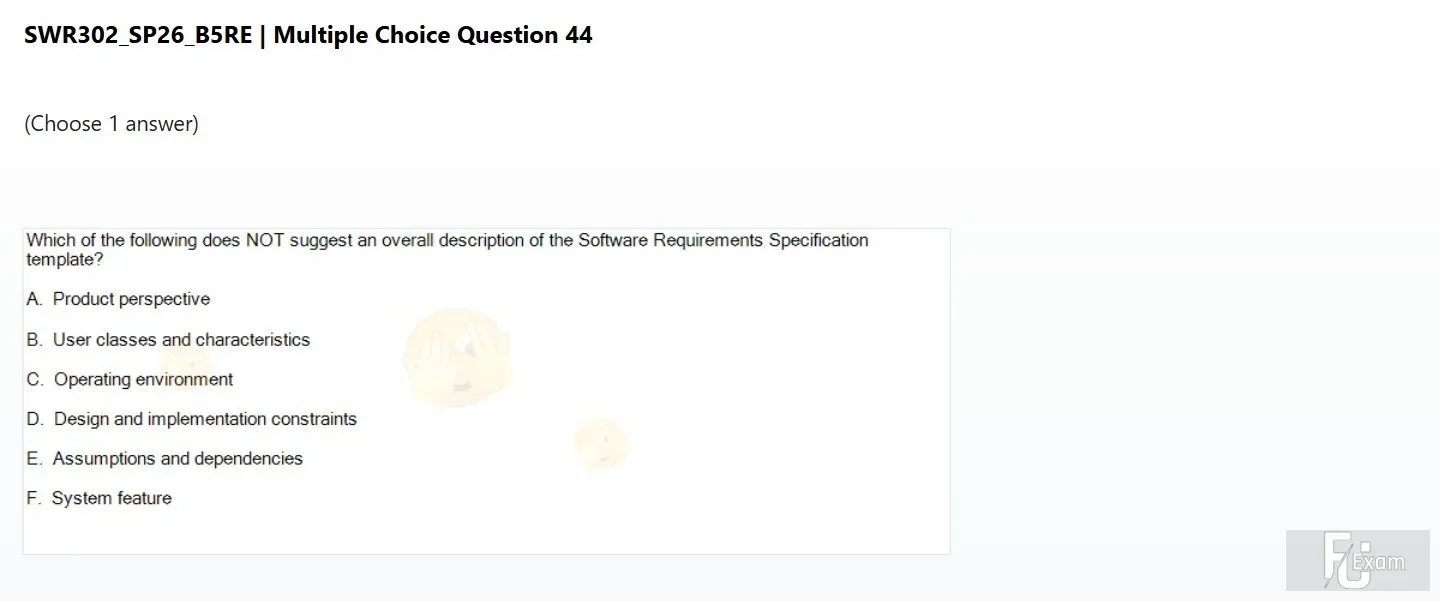 SWR302_SP26_B5RE | Multiple Choice Question 44
(Choose 1 answer)
Which of the following does NOT suggest an overall description of the Software Requirements Specification
template?
A. Product perspective
B. User classes and characteristics
C. Operating environment
D. Design and implementation constraints
E. Assumptions and dependencies
F. System feature
FU Exam